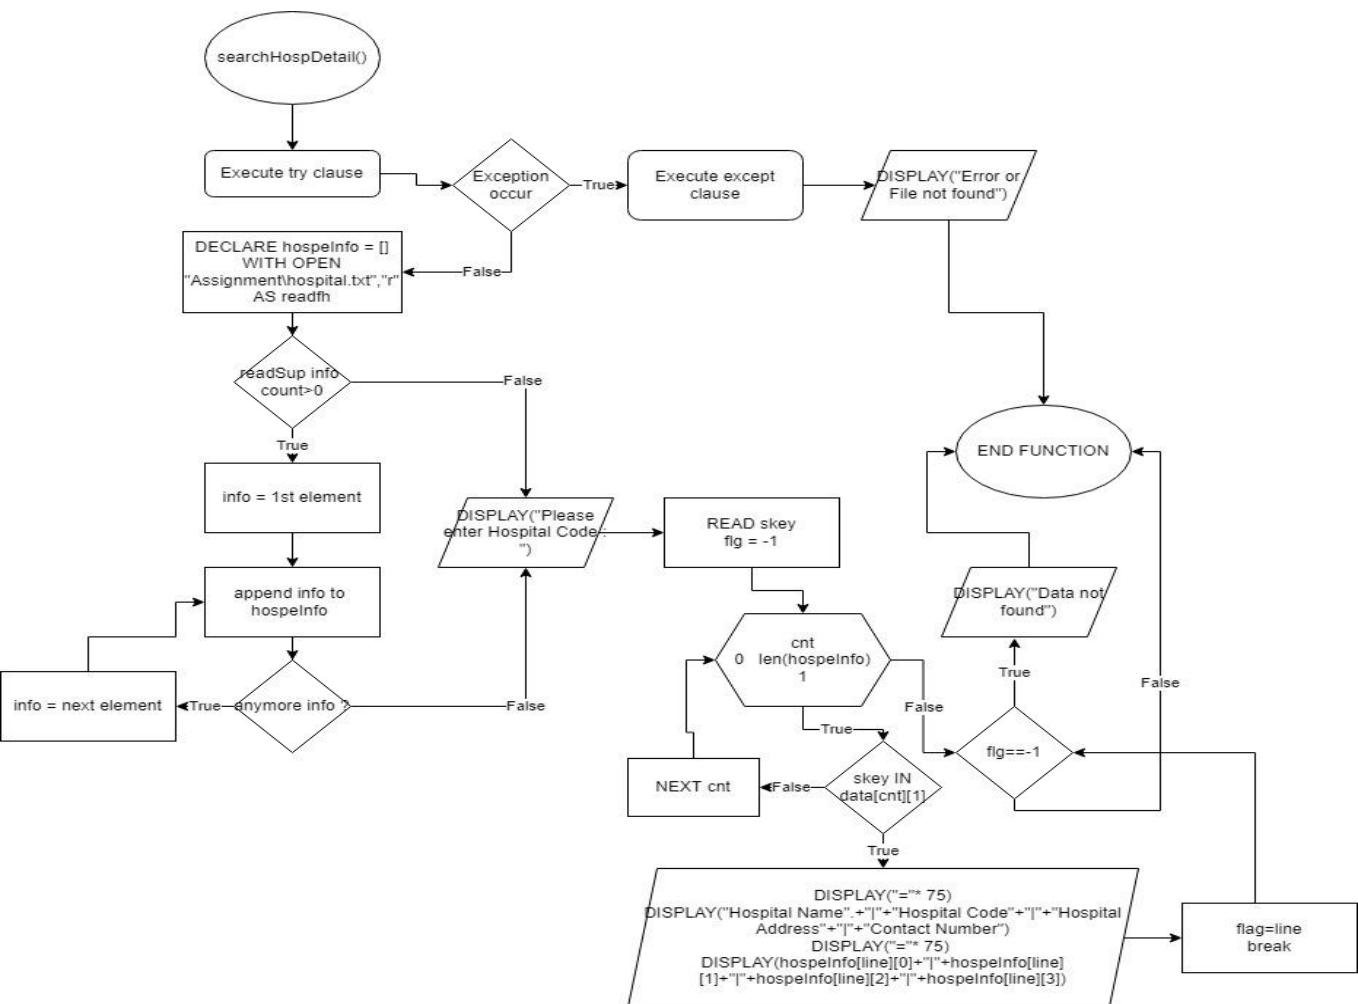 searchHospDetail()
Execute try clause
Exception
occur
True
Execute except
clause
DISPLAY("Error or
File not found")
False
DECLARE hospeInfo = []
WITH OPEN
"Assignment\hospital.txt","r"
AS readfh
readSup info
count>0
False
True
info = 1st element
append info to
hospeInfo
anymore info ?
True
info = next element
False
DISPLAY("Please
enter Hospital Code :
")
READ skey
flg = -1
cnt
0 len(hospeInfo)
1
True
False
skey IN
data[cnt][1]
False
NEXT cnt
True
DISPLAY("="* 75)
DISPLAY("Hospital Name".+"|"+"Hospital Code"+"|"+"Hospital
Address"+"|"+"Contact Number")
DISPLAY("="* 75)
DISPLAY(hospeInfo[line][0]+"|"+hospeInfo[line]
[1]+"|"+hospeInfo[line][2]+"|"+hospeInfo[line][3])
flag=line
break
flg==-1
True
False
DISPLAY("Data not
found")
END FUNCTION